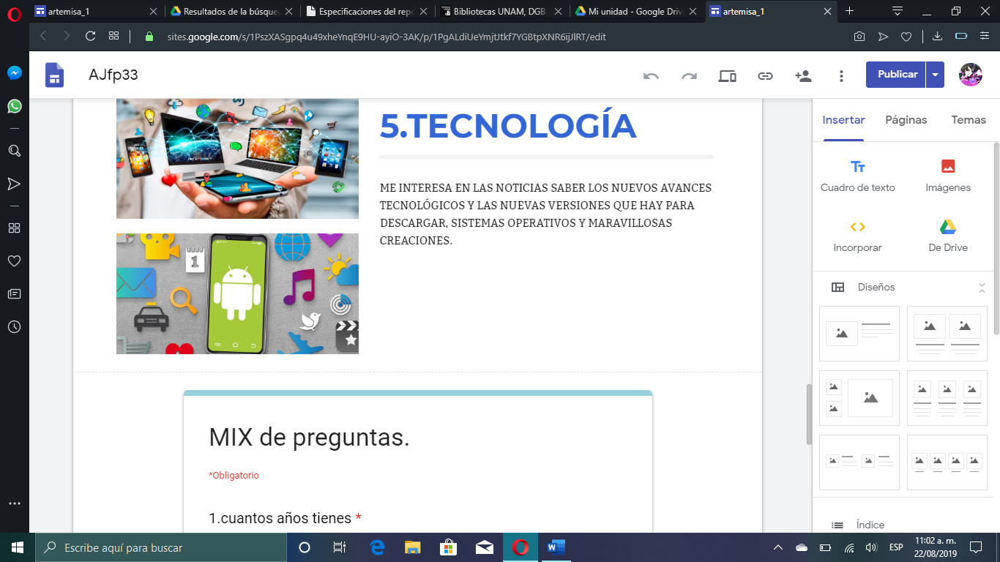 artemisa_1
Resultados de la búsque
Especificaciones del repo
Bibliotecas UNAM, DGB
Mi unidad - Google Drive
artemisa_1
sites.google.com/s/1PszXASgpq4u49xheYnqE9HU-ayiO-3AK/p/1PgALdiUeYmjtJtkf7YGBtpXNR6ijJlRT/edit
AJfp33
Publicar
5.TECNOLOGÍA
ME INTERESA EN LAS NOTICIAS SABER LOS NUEVOS AVANCES
TECNOLÓGICOS Y LAS NUEVAS VERSIONES QUE HAY PARA
DESCARGAR, SISTEMAS OPERATIVOS Y MARAVILLOSAS
CREACIONES.
1
MIX de preguntas.
*Obligatorio
1.cuantos años tienes *
Insertar
Páginas
Temas
Cuadro de texto
Imágenes
Incorporar
De Drive
Diseños
Índice
Escribe aquí para buscar
ESP
11:02 a. m.
22/08/2019